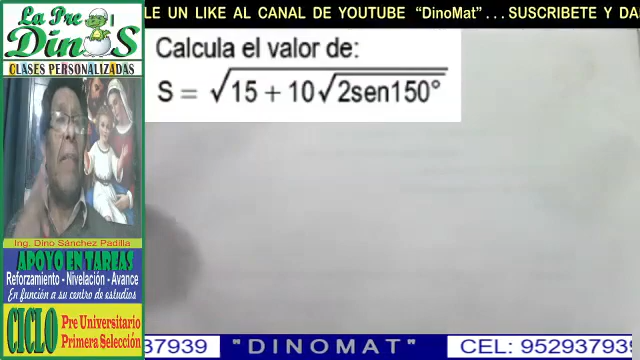 La Pre
DinoS
CLASES PERSONALIZADAS
LE UN LIKE AL CANAL DE YOUTUBE "DinoMat" . . . SUSCRIBETE Y DA
Calcula el valor de:
S = √15 + 10√2sen150°
Ing. Dino Sánchez Padilla
APOYO EN TAREAS
Reforzamiento - Nivelación - Avance
En función a su centro de estudios
CICLO Pre Universitario
Primera Selección
37939 "DINOMAT" CEL: 952937939